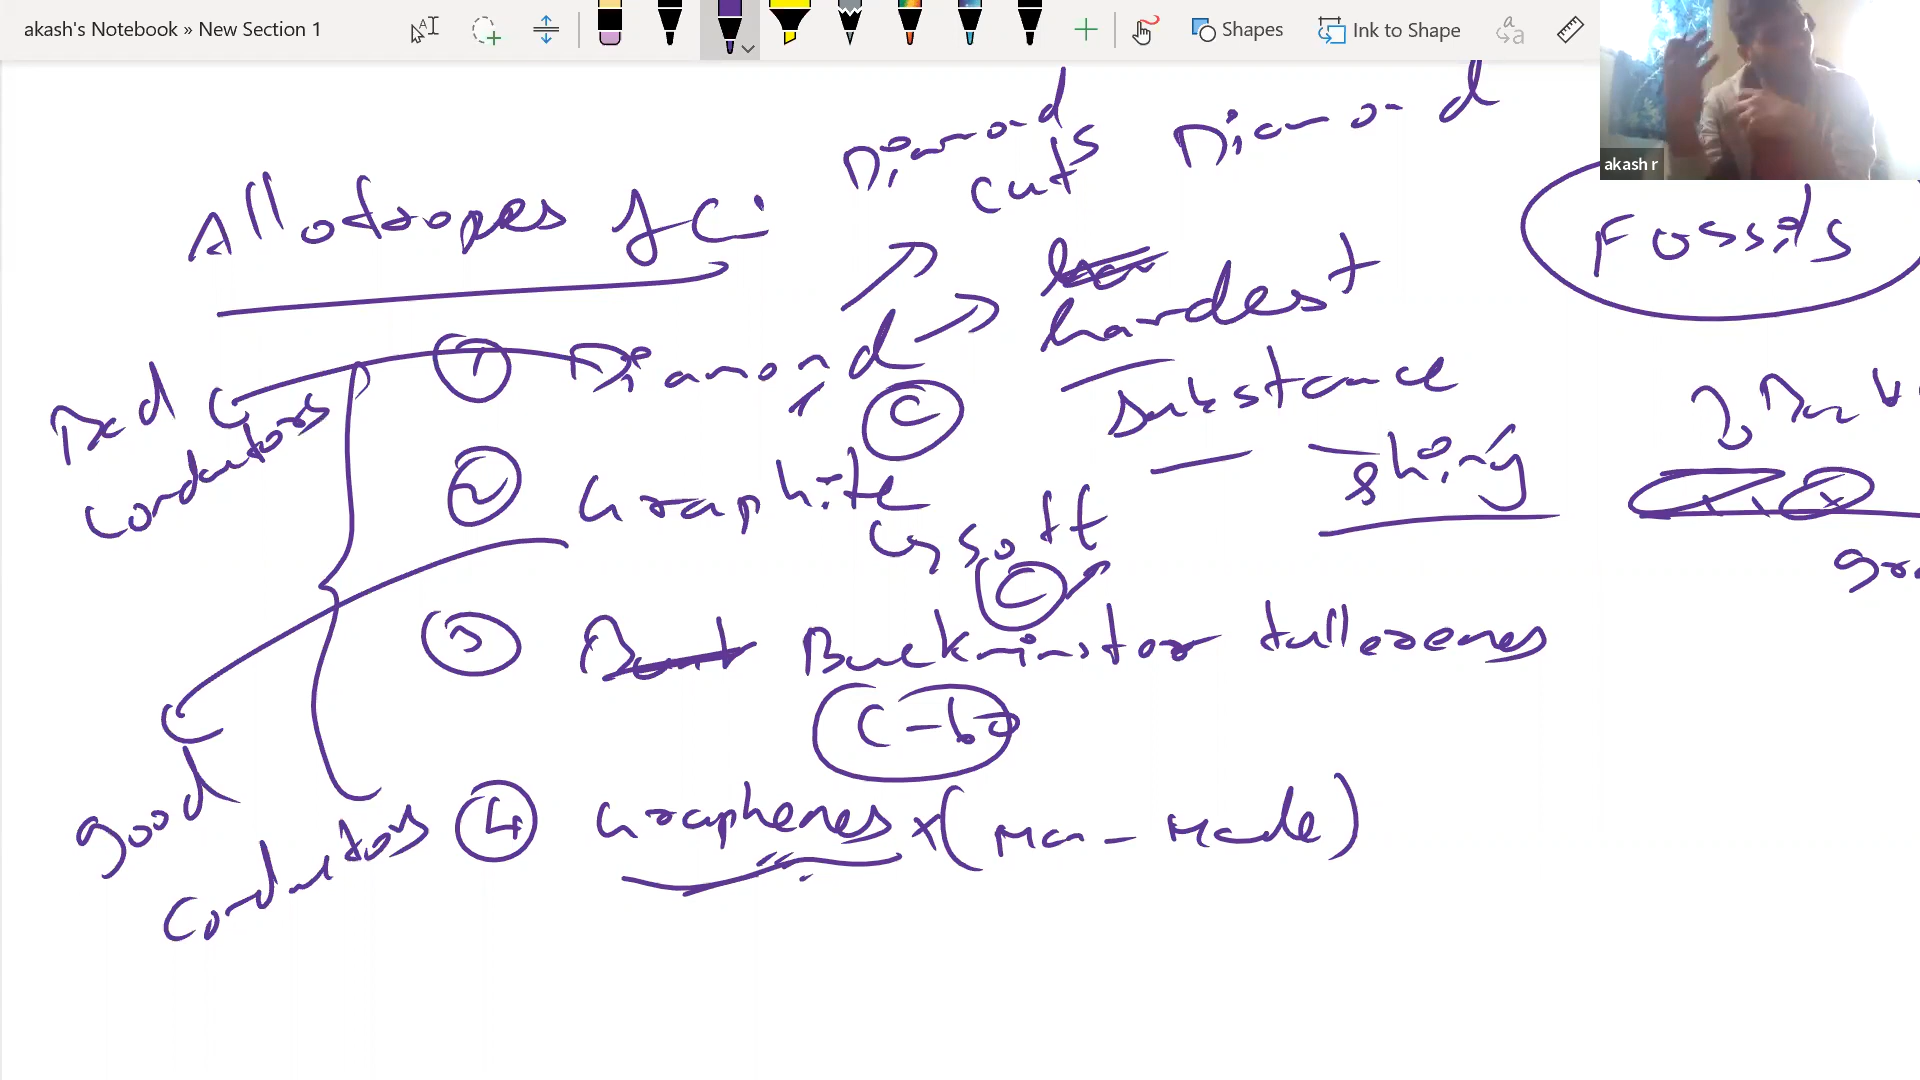 akash's Notebook » New Section 1
Shapes
Ink to Shape
akash r
Diamond cuts Diamond
Allotropes of C:
Fossils
① Diamond → hardest
substance
shiny
C
Bad conductors
② Graphite
soft
C
③ Buckminster fullerenes
C-60
④ Graphenes (Man-Made)
good conductors